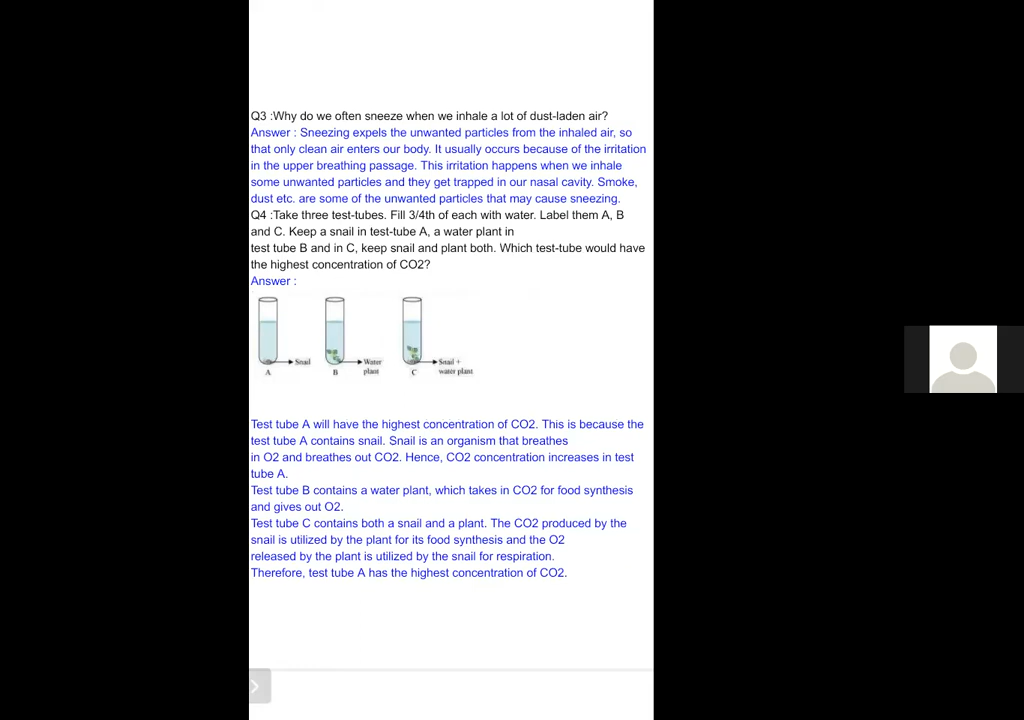 Q3 :Why do we often sneeze when we inhale a lot of dust-laden air?
Answer : Sneezing expels the unwanted particles from the inhaled air, so
that only clean air enters our body. It usually occurs because of the irritation
in the upper breathing passage. This irritation happens when we inhale
some unwanted particles and they get trapped in our nasal cavity. Smoke,
dust etc. are some of the unwanted particles that may cause sneezing.
Q4 :Take three test-tubes. Fill 3/4th of each with water. Label them A, B
and C. Keep a snail in test-tube A, a water plant in
test tube B and in C, keep snail and plant both. Which test-tube would have
the highest concentration of CO2?
Answer :
Snail
A
Water
plant
B
Snail +
water plant
C
Test tube A will have the highest concentration of CO2. This is because the
test tube A contains snail. Snail is an organism that breathes
in O2 and breathes out CO2. Hence, CO2 concentration increases in test
tube A.
Test tube B contains a water plant, which takes in CO2 for food synthesis
and gives out O2.
Test tube C contains both a snail and a plant. The CO2 produced by the
snail is utilized by the plant for its food synthesis and the O2
released by the plant is utilized by the snail for respiration.
Therefore, test tube A has the highest concentration of CO2.